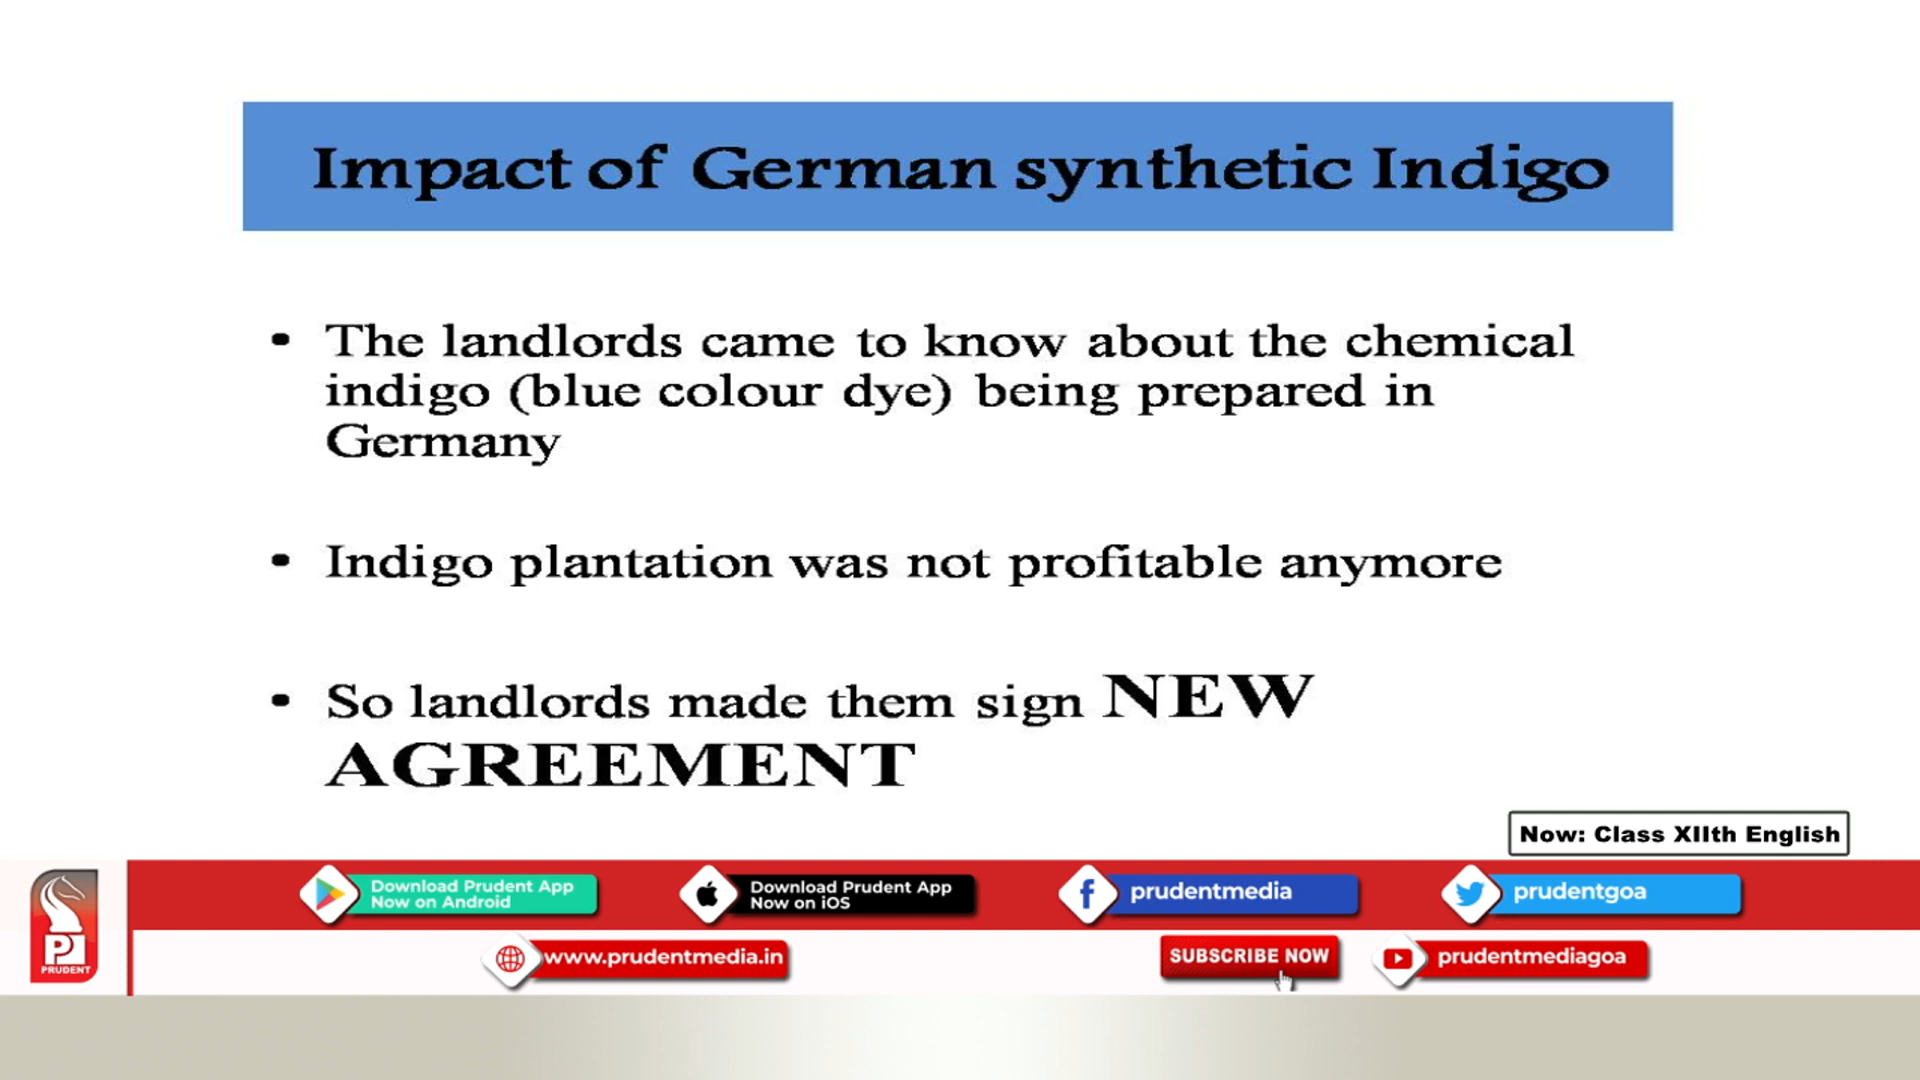 Impact of German synthetic Indigo
• The landlords came to know about the chemical
indigo (blue colour dye) being prepared in
Germany
• Indigo plantation was not profitable anymore
• So landlords made them sign NEW
AGREEMENT
Now: Class XIIth English
Download Prudent App
Now on Android
Download Prudent App
Now on iOS
prudentmedia
prudentgoa
P
PRUDENT
www.prudentmedia.in
SUBSCRIBE NOW
prudentmediagoa